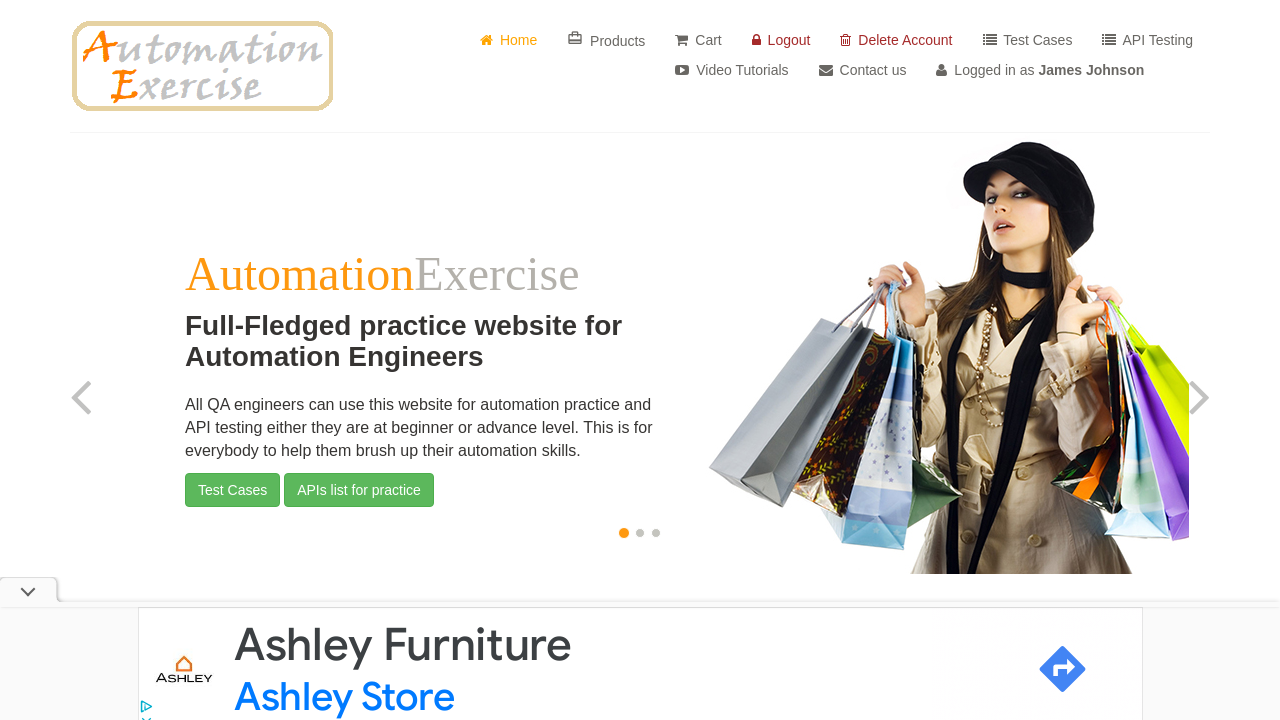 Automation
Exercise
Home Products Cart Logout Delete Account Test Cases API Testing
Video Tutorials Contact us Logged in as James Johnson
AutomationExercise
Full-Fledged practice website for
Automation Engineers
All QA engineers can use this website for automation practice and
API testing either they are at beginner or advance level. This is for
everybody to help them brush up their automation skills.
Test Cases APIs list for practice
Ashley Furniture
ASHLEY
Ashley Store